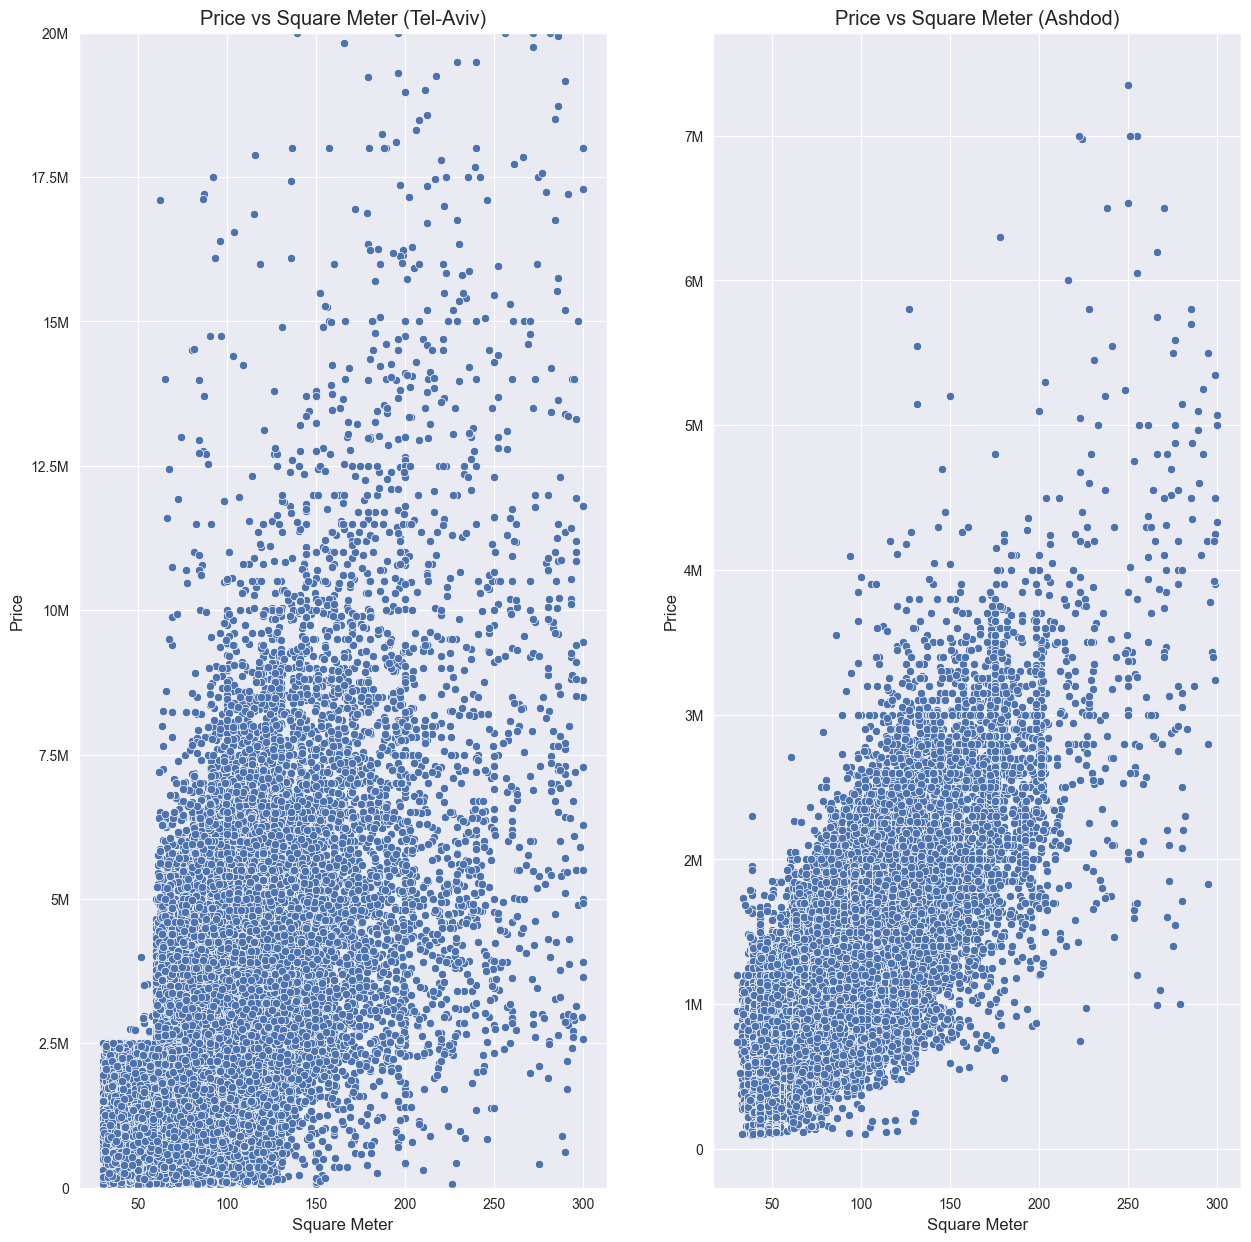 Price vs Square Meter (Tel-Aviv)
20M
17.5M
15M
12.5M
10M
7.5M
5M
2.5M
0
Price
50 100 150 200 250 300
Square Meter
Price vs Square Meter (Ashdod)
7M
6M
5M
4M
3M
2M
1M
0
Price
50 100 150 200 250 300
Square Meter